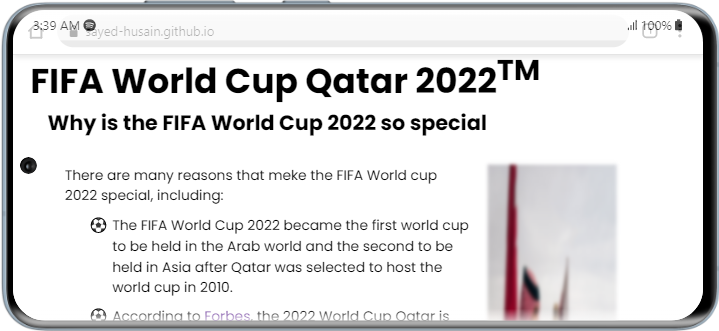 3:39 AM 100%
sayed-husain.github.io
FIFA World Cup Qatar 2022TM
Why is the FIFA World Cup 2022 so special
There are many reasons that meke the FIFA World cup
2022 special, including:
The FIFA World Cup 2022 became the first world cup
to be held in the Arab world and the second to be
held in Asia after Qatar was selected to host the
world cup in 2010.
According to Forbes, the 2022 World Cup Qatar is